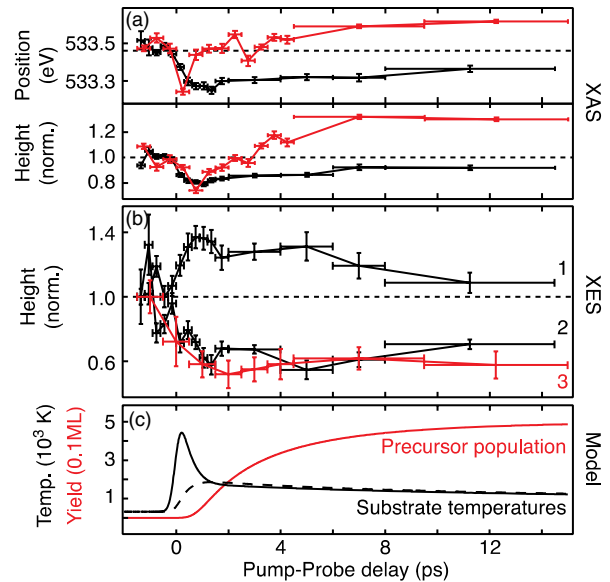 (a)
533.5
533.3
Position
(eV)
XAS
1.2
1.0
0.8
Height
(norm.)
(b)
1.4
1.0
0.6
Height
(norm.)
1
2
3
XES
(c)
5
3
1
Temp. (10³ K)
Yield (0.1ML)
Precursor population
Substrate temperatures
Model
0 4 8 12
Pump-Probe delay (ps)